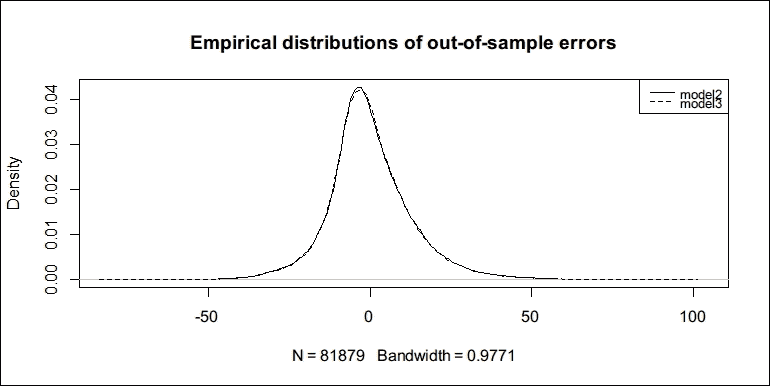 Empirical distributions of out-of-sample errors
model2
model3
Density
0.04
0.03
0.02
0.01
0.00
-50 0 50 100
N = 81879 Bandwidth = 0.9771